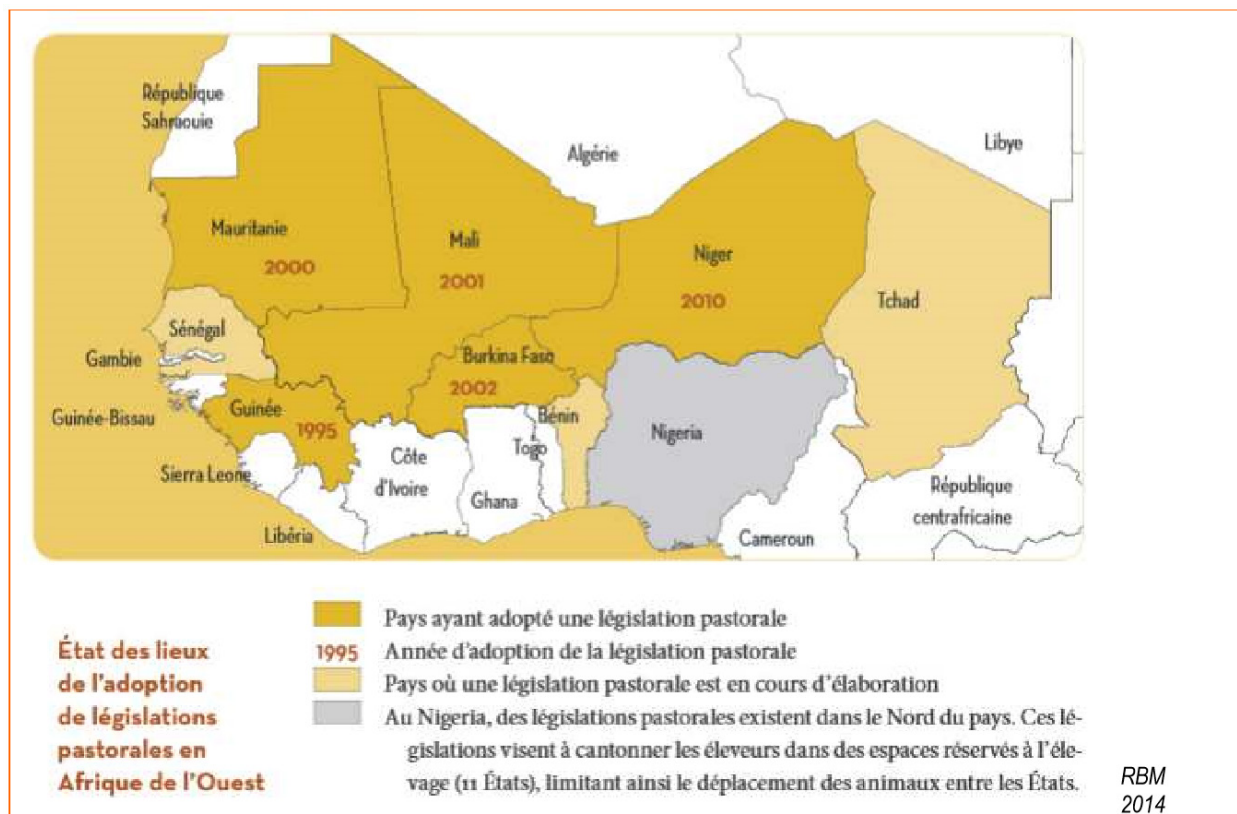 République
Sahraouie
Algérie
Libye
Mauritanie
2000
Mali
2001
Niger
2010
Tchad
Sénégal
Gambie
Burkina Faso
2002
Guinée
1995
Guinée-Bissau
Bénin
Nigeria
Togo
Côte
d'Ivoire
Ghana
Sierra Leone
Libéria
Cameroun
République
centrafricaine
État des lieux
de l'adoption
de législations
pastorales en
Afrique de l'Ouest
Pays ayant adopté une législation pastorale
1995 Année d'adoption de la législation pastorale
Pays où une législation pastorale est en cours d'élaboration
Au Nigeria, des législations pastorales existent dans le Nord du pays. Ces lé-
gislations visent à cantonner les éleveurs dans des espaces réservés à l'éle-
vage (11 États), limitant ainsi le déplacement des animaux entre les États.
RBM
2014